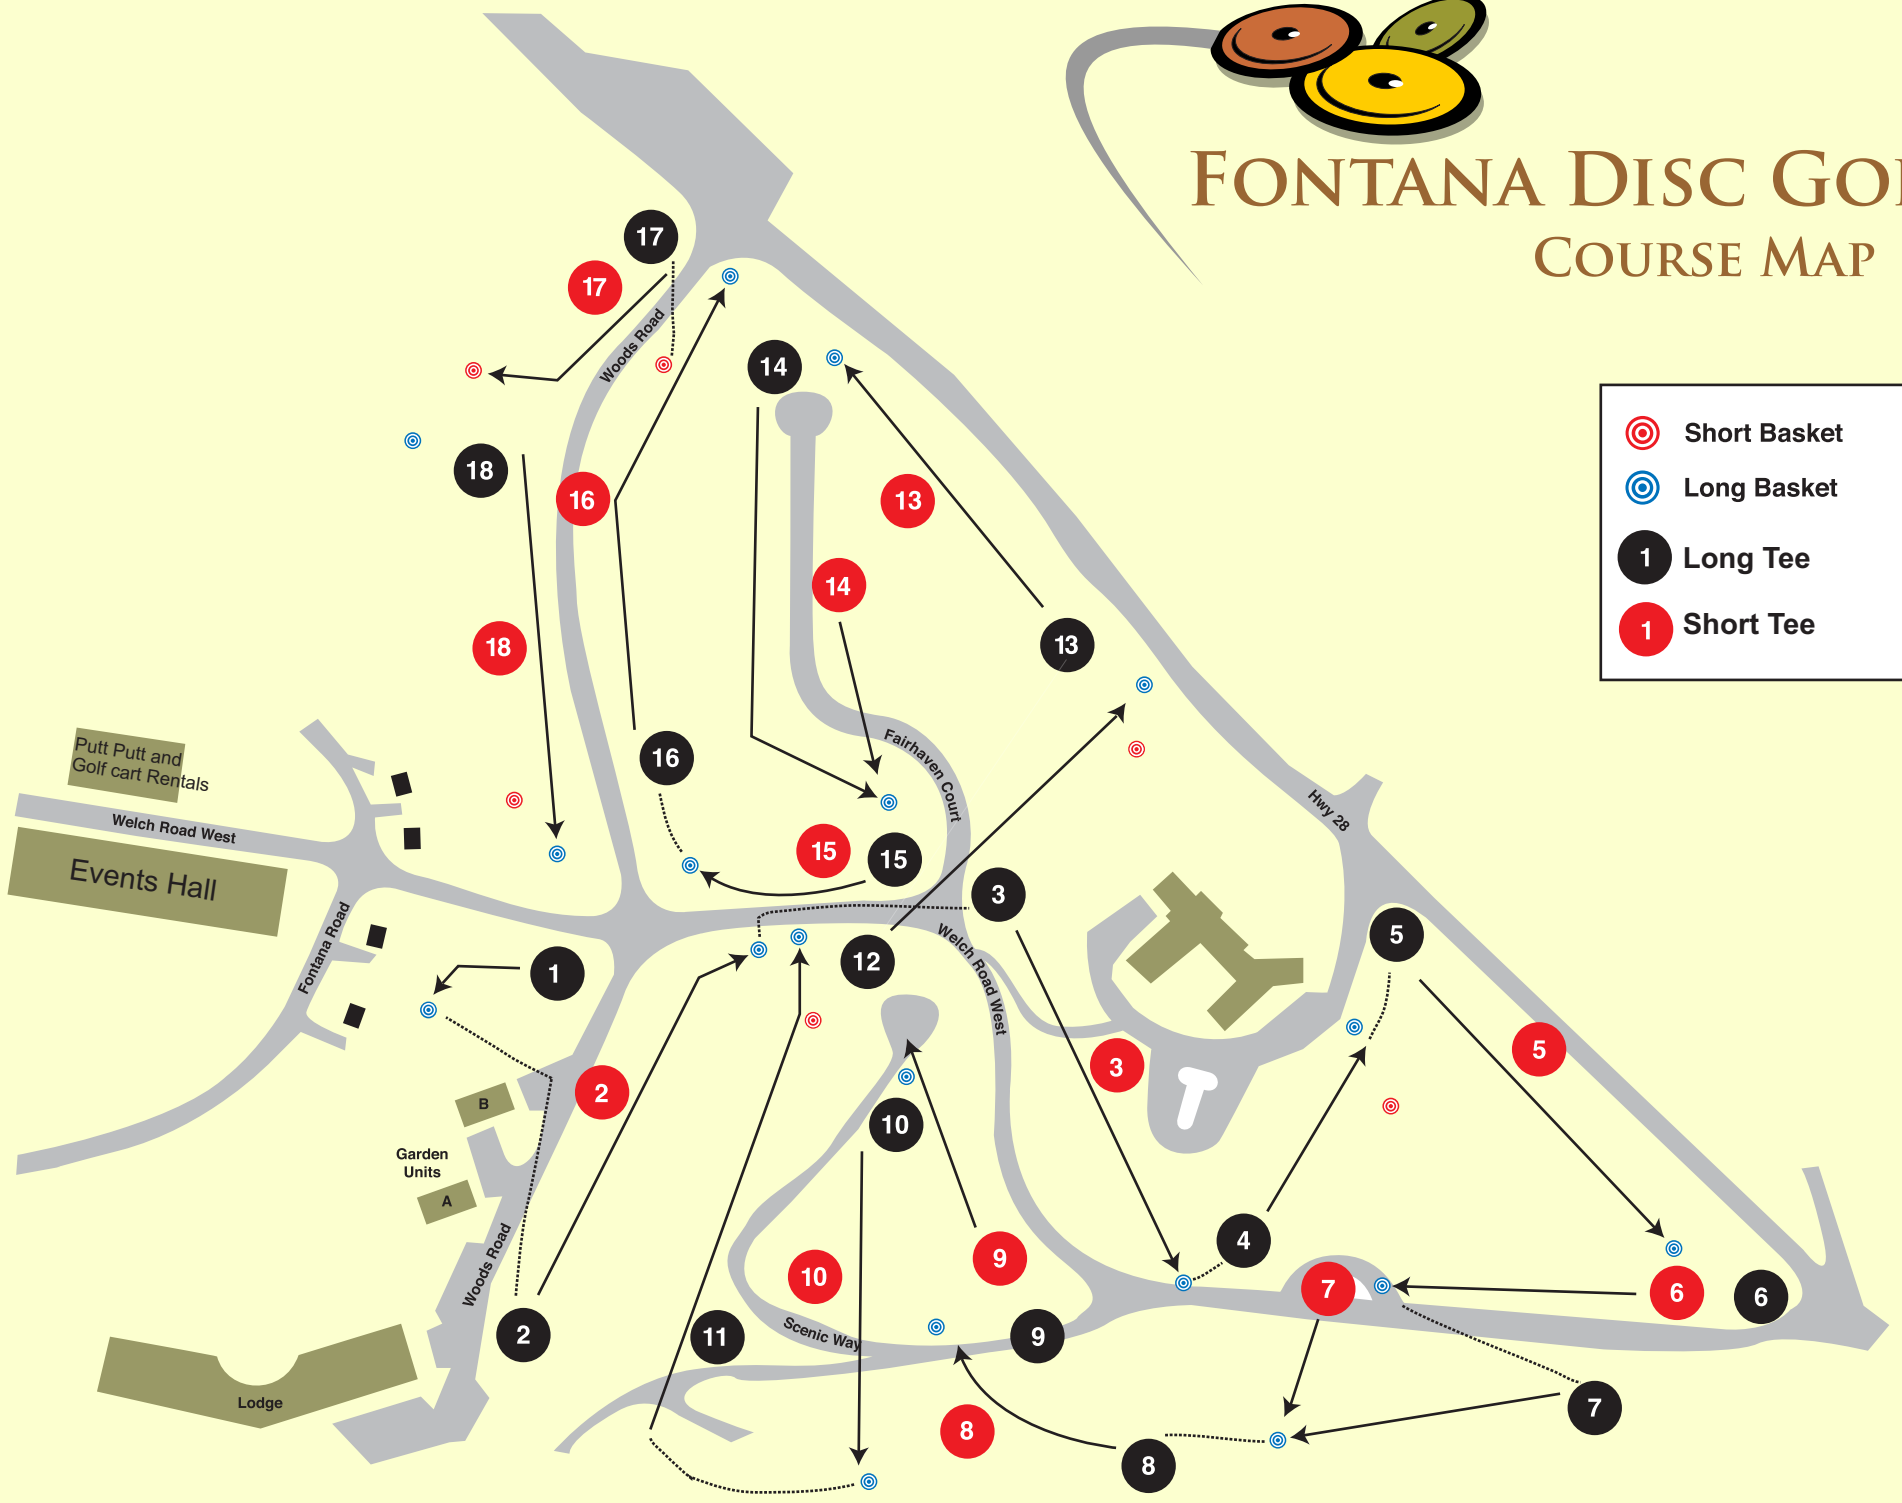 FONTANA DISC GO
COURSE MAP
17
17
Woods Road
14
Short Basket
18
16
13
Long Basket
14
1 Long Tee
1 Short Tee
18
13
16
Putt Putt and
Golf cart Rentals
Fairhaven Court
Hwy 28
Welch Road West
15
15
Events Hall
3
5
Fontana Road
1
12
Welch Road West
5
3
2
B
10
Garden
Units
A
4
9
10
6
6
7
Woods Road
2
11
Scenic Way
9
Lodge
7
8
8